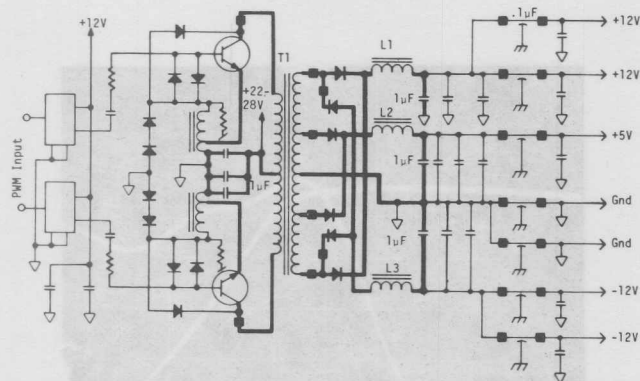 +12V
.1μF
+12V
T1
L1
+22-
28V
1μF
+12V
L2
+5V
1μF
1μF
PWM Input
Gnd
1μF
Gnd
L3
-12V
-12V